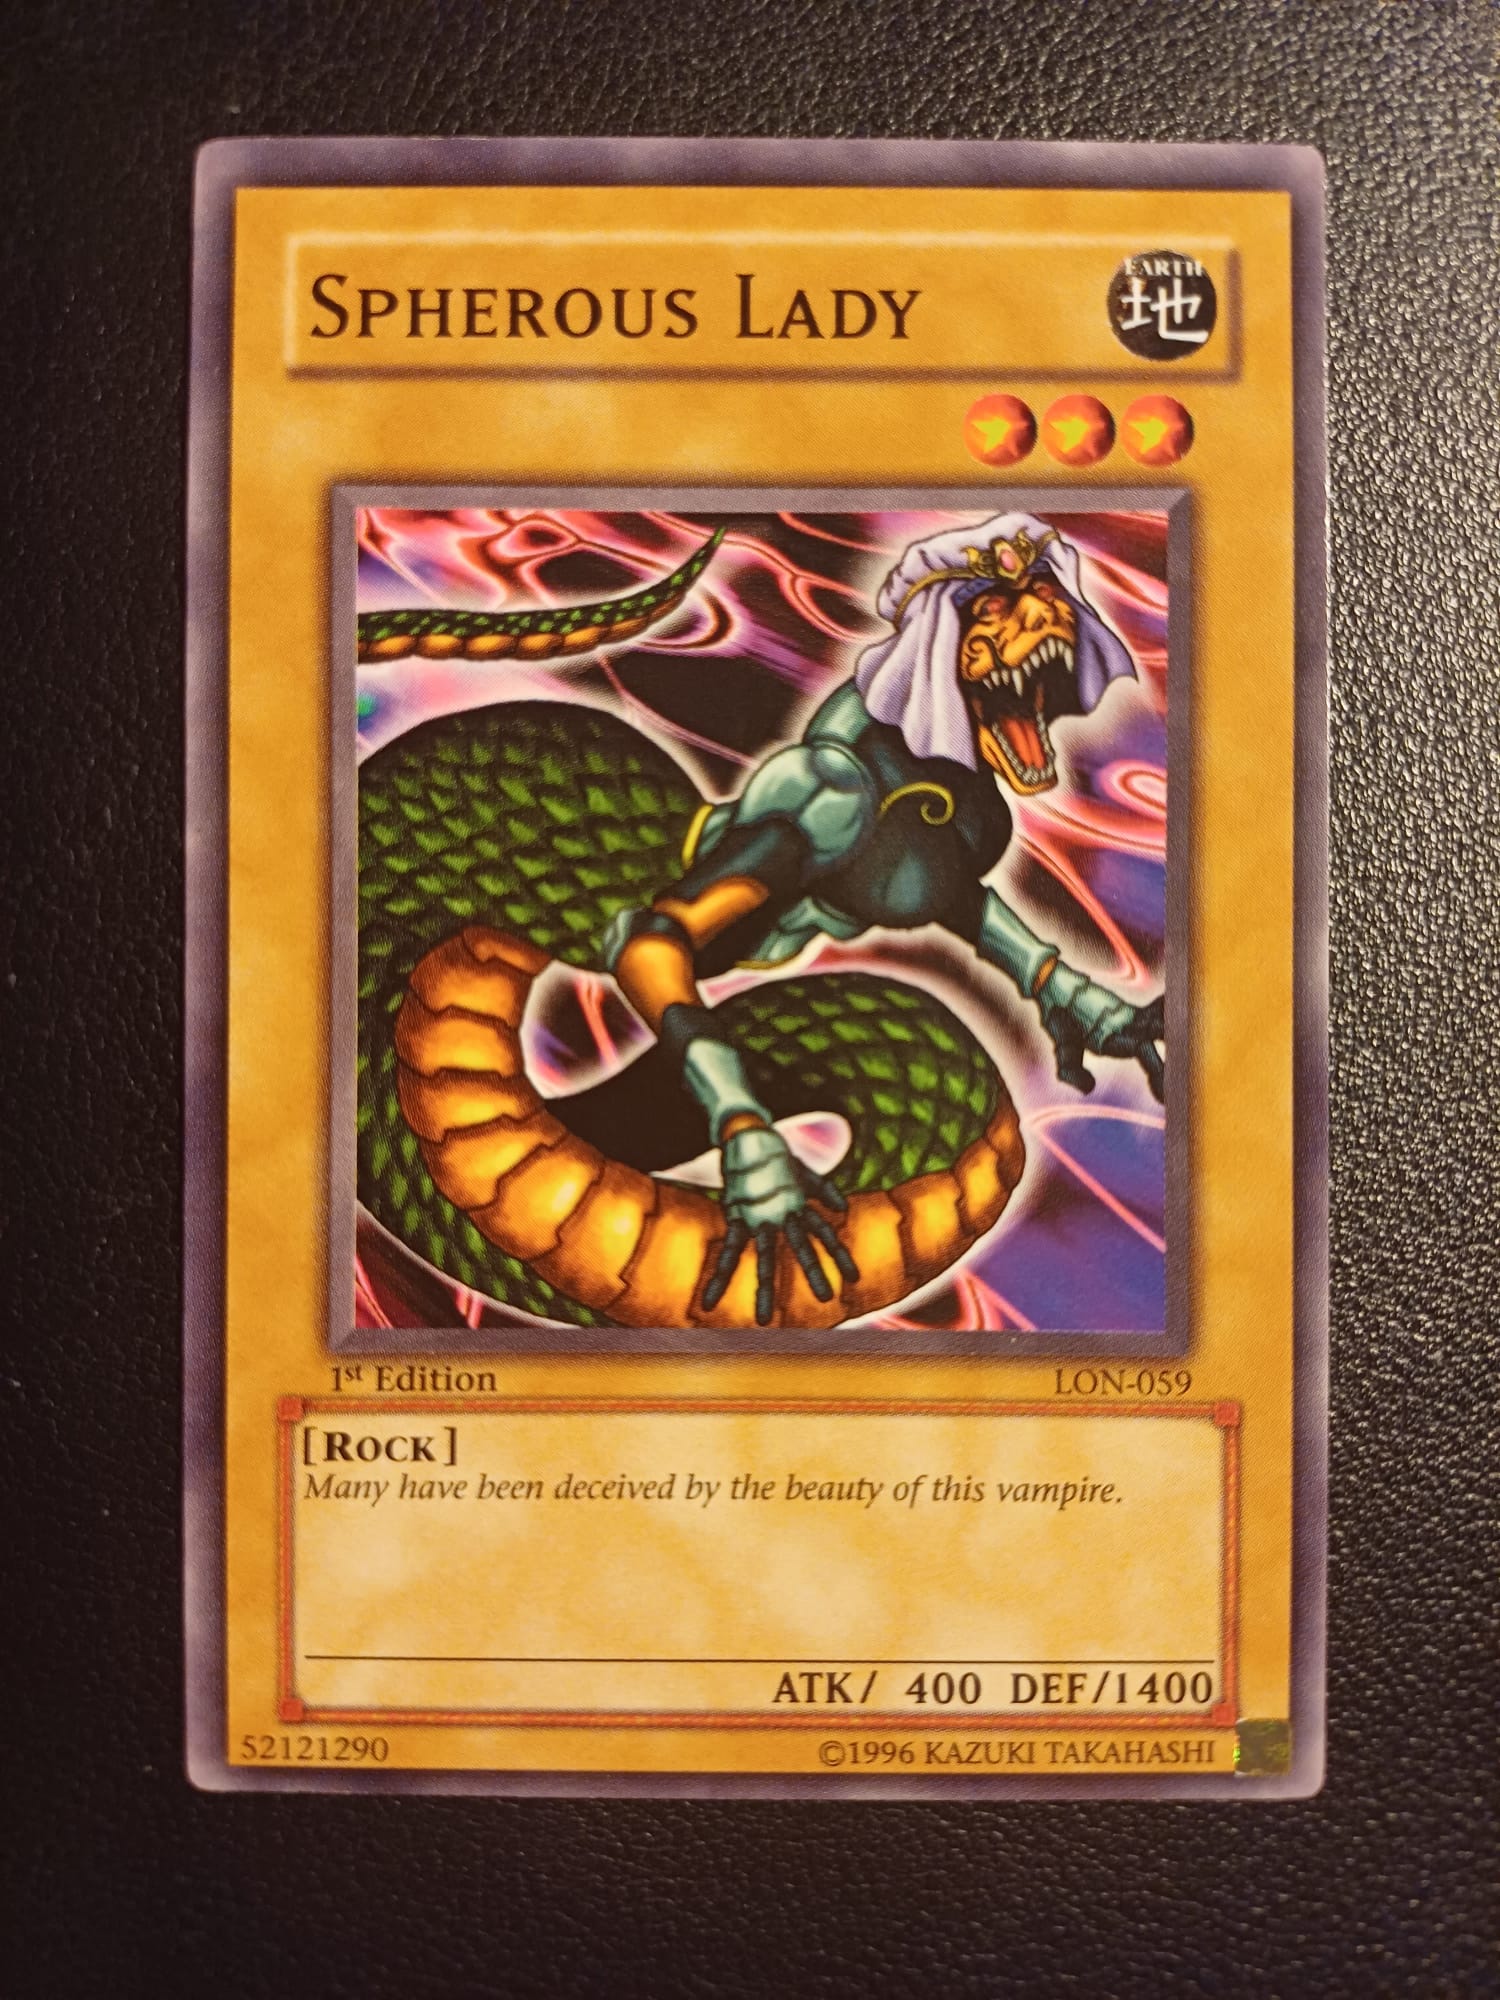 SPHEROUS LADY
EARTH
地
1st Edition
LON-059
[ROCK]
Many have been deceived by the beauty of this vampire.
ATK/ 400 DEF/1400
52121290
©1996 KAZUKI TAKAHASHI